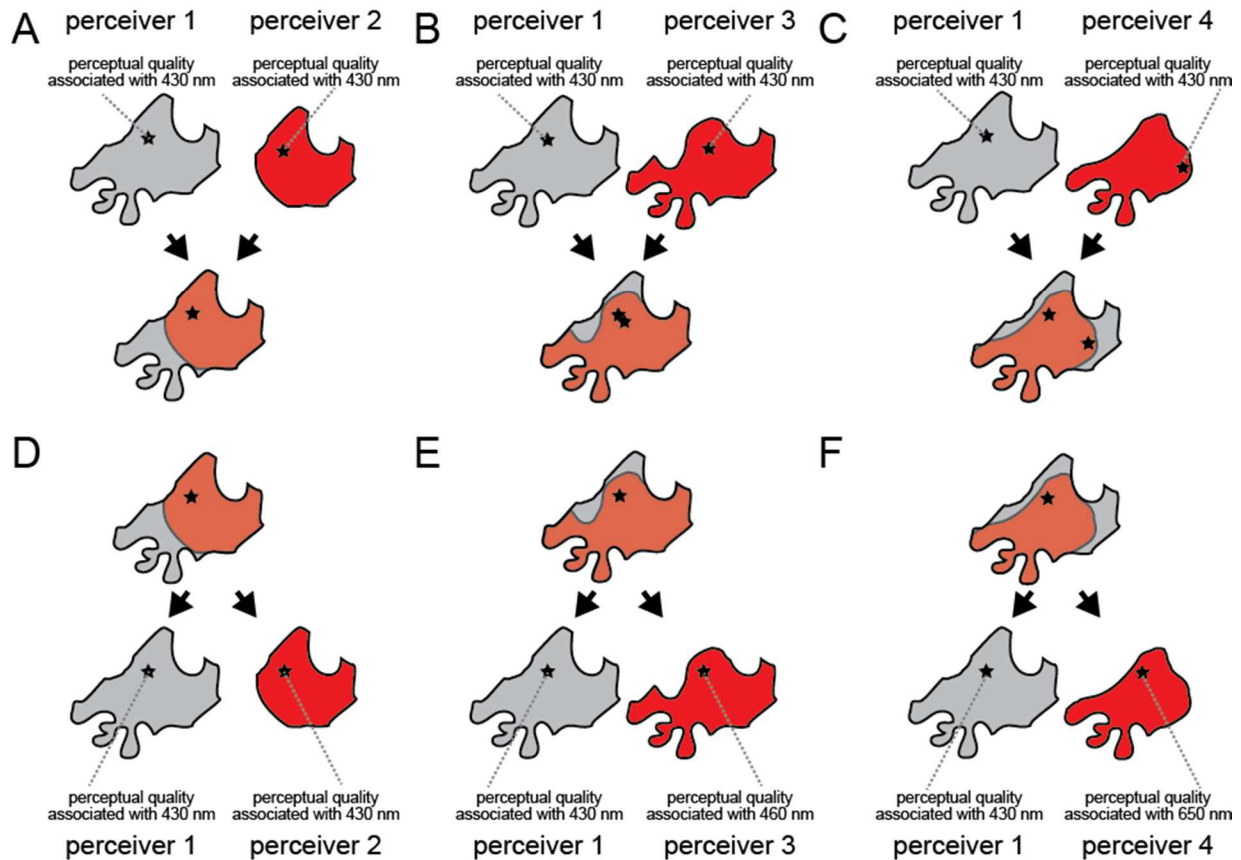 A
perceiver 1
perceiver 2
perceptual quality
associated with 430 nm
perceptual quality
associated with 430 nm
B
perceiver 1
perceiver 3
perceptual quality
associated with 430 nm
perceptual quality
associated with 430 nm
C
perceiver 1
perceiver 4
perceptual quality
associated with 430 nm
perceptual quality
associated with 430 nm
D
perceptual quality
associated with 430 nm
perceptual quality
associated with 430 nm
perceiver 1
perceiver 2
E
perceptual quality
associated with 430 nm
perceptual quality
associated with 460 nm
perceiver 1
perceiver 3
F
perceptual quality
associated with 430 nm
perceptual quality
associated with 650 nm
perceiver 1
perceiver 4